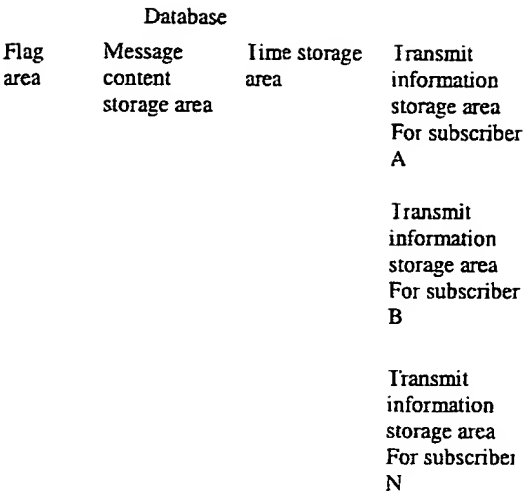 Database
Flag area
Message content storage area
Time storage area
Transmit information storage area For subscriber A
Transmit information storage area For subscriber B
Transmit information storage area For subscriber N